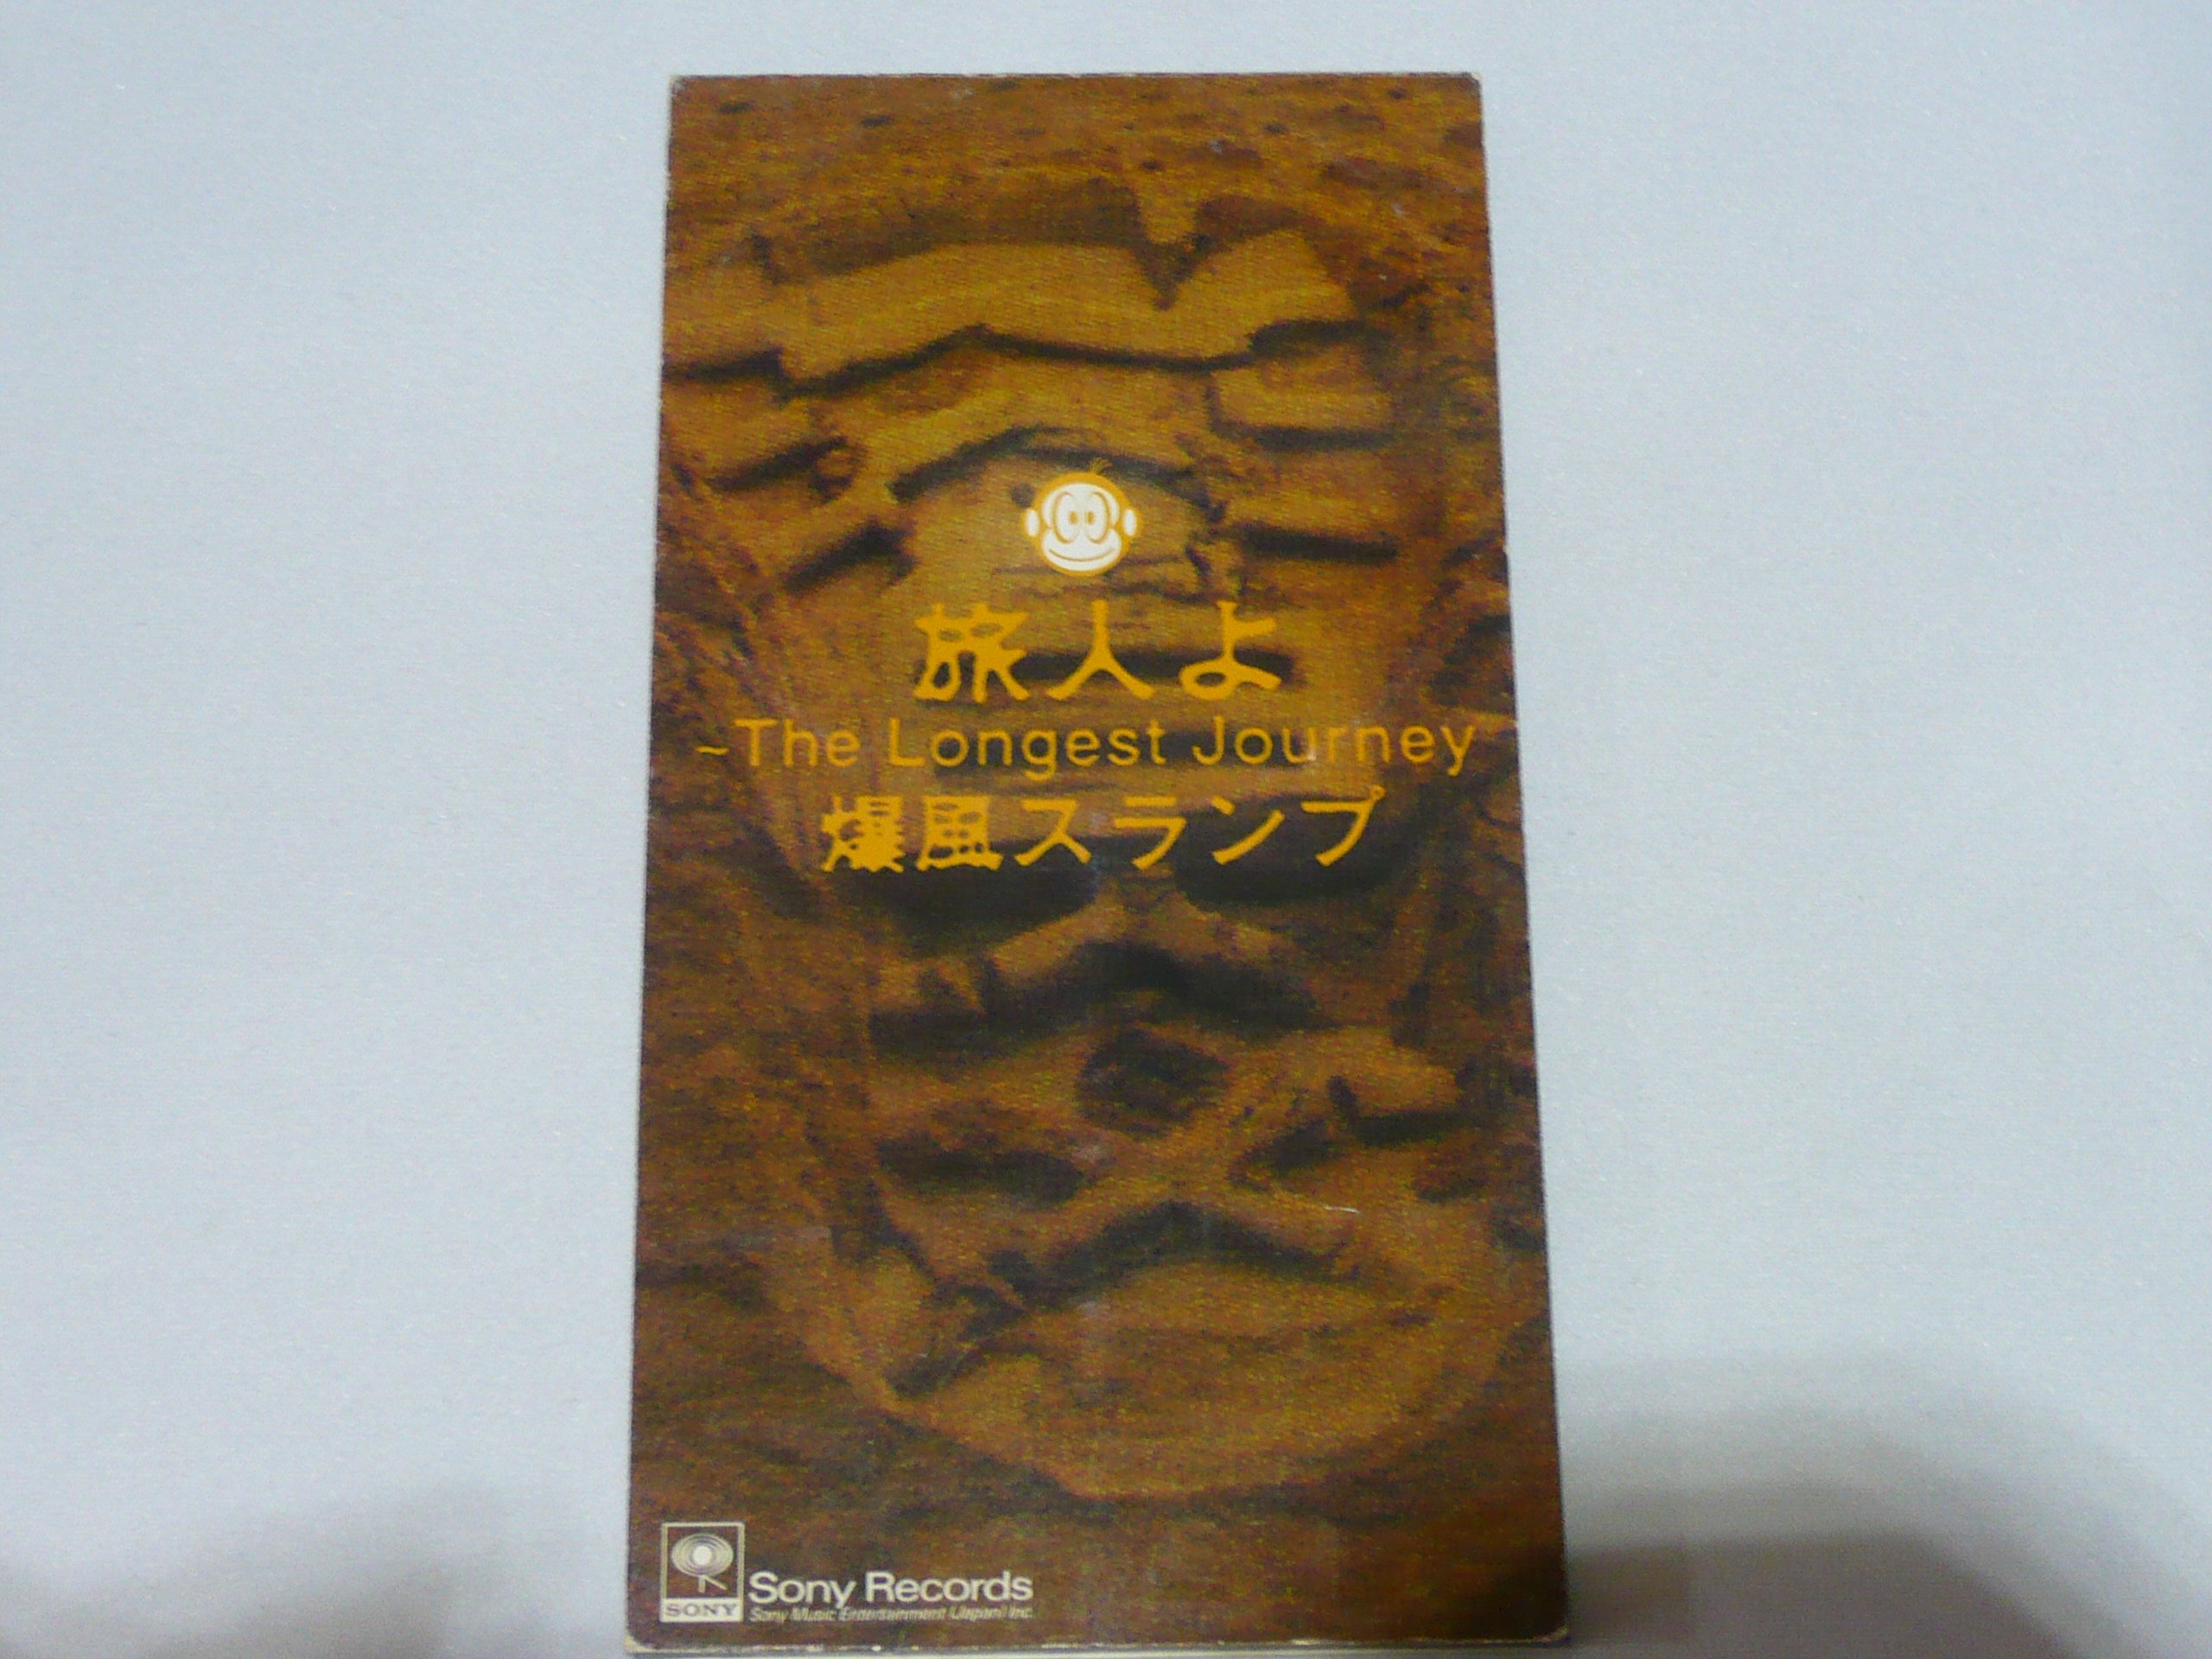 旅人よ
~The Longest Journey
爆風スランプ
SONY
Sony Records
Sony Music Entertainment (Japan) Inc.